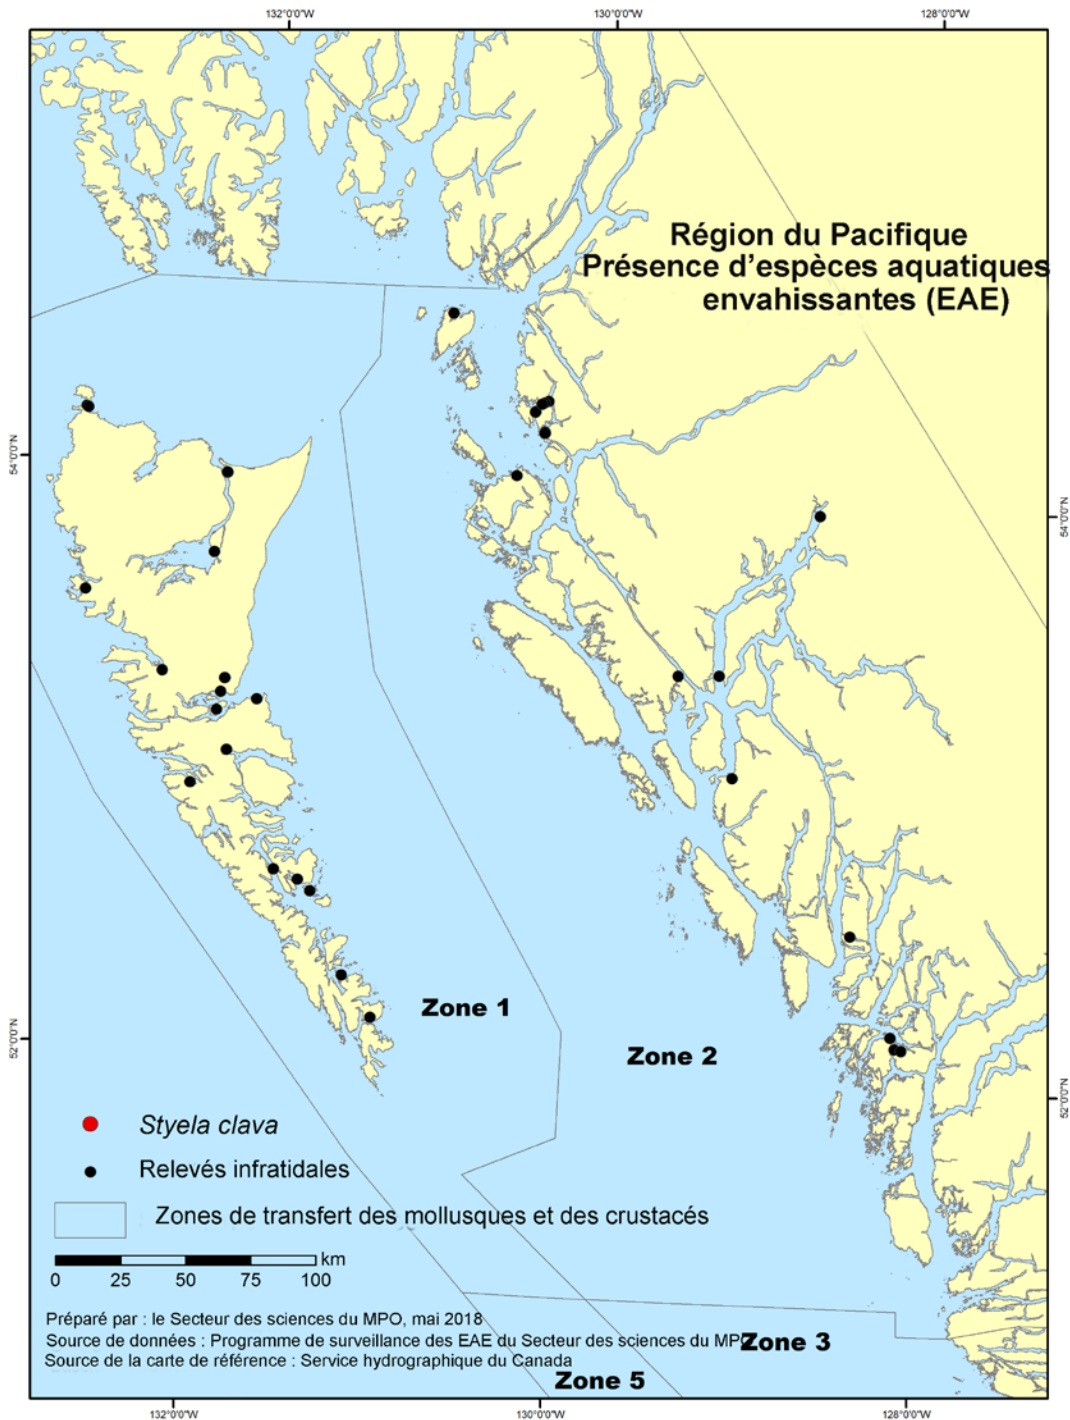 132°0'0"W 130°0'0"W 128°0'0"W
Région du Pacifique
Présence d'espèces aquatiques
envahissantes (EAE)
54°0'0"N
54°0'0"N
Zone 1
52°0'0"N
Zone 2
52°0'0"N
Styela clava
Relevés infratidales
Zones de transfert des mollusques et des crustacés
km
0 25 50 75 100
Préparé par : le Secteur des sciences du MPO, mai 2018
Source de données : Programme de surveillance des EAE du Secteur des sciences du MPO
Zone 3
Source de la carte de référence : Service hydrographique du Canada
Zone 5
132°0'0"W 130°0'0"W 128°0'0"W